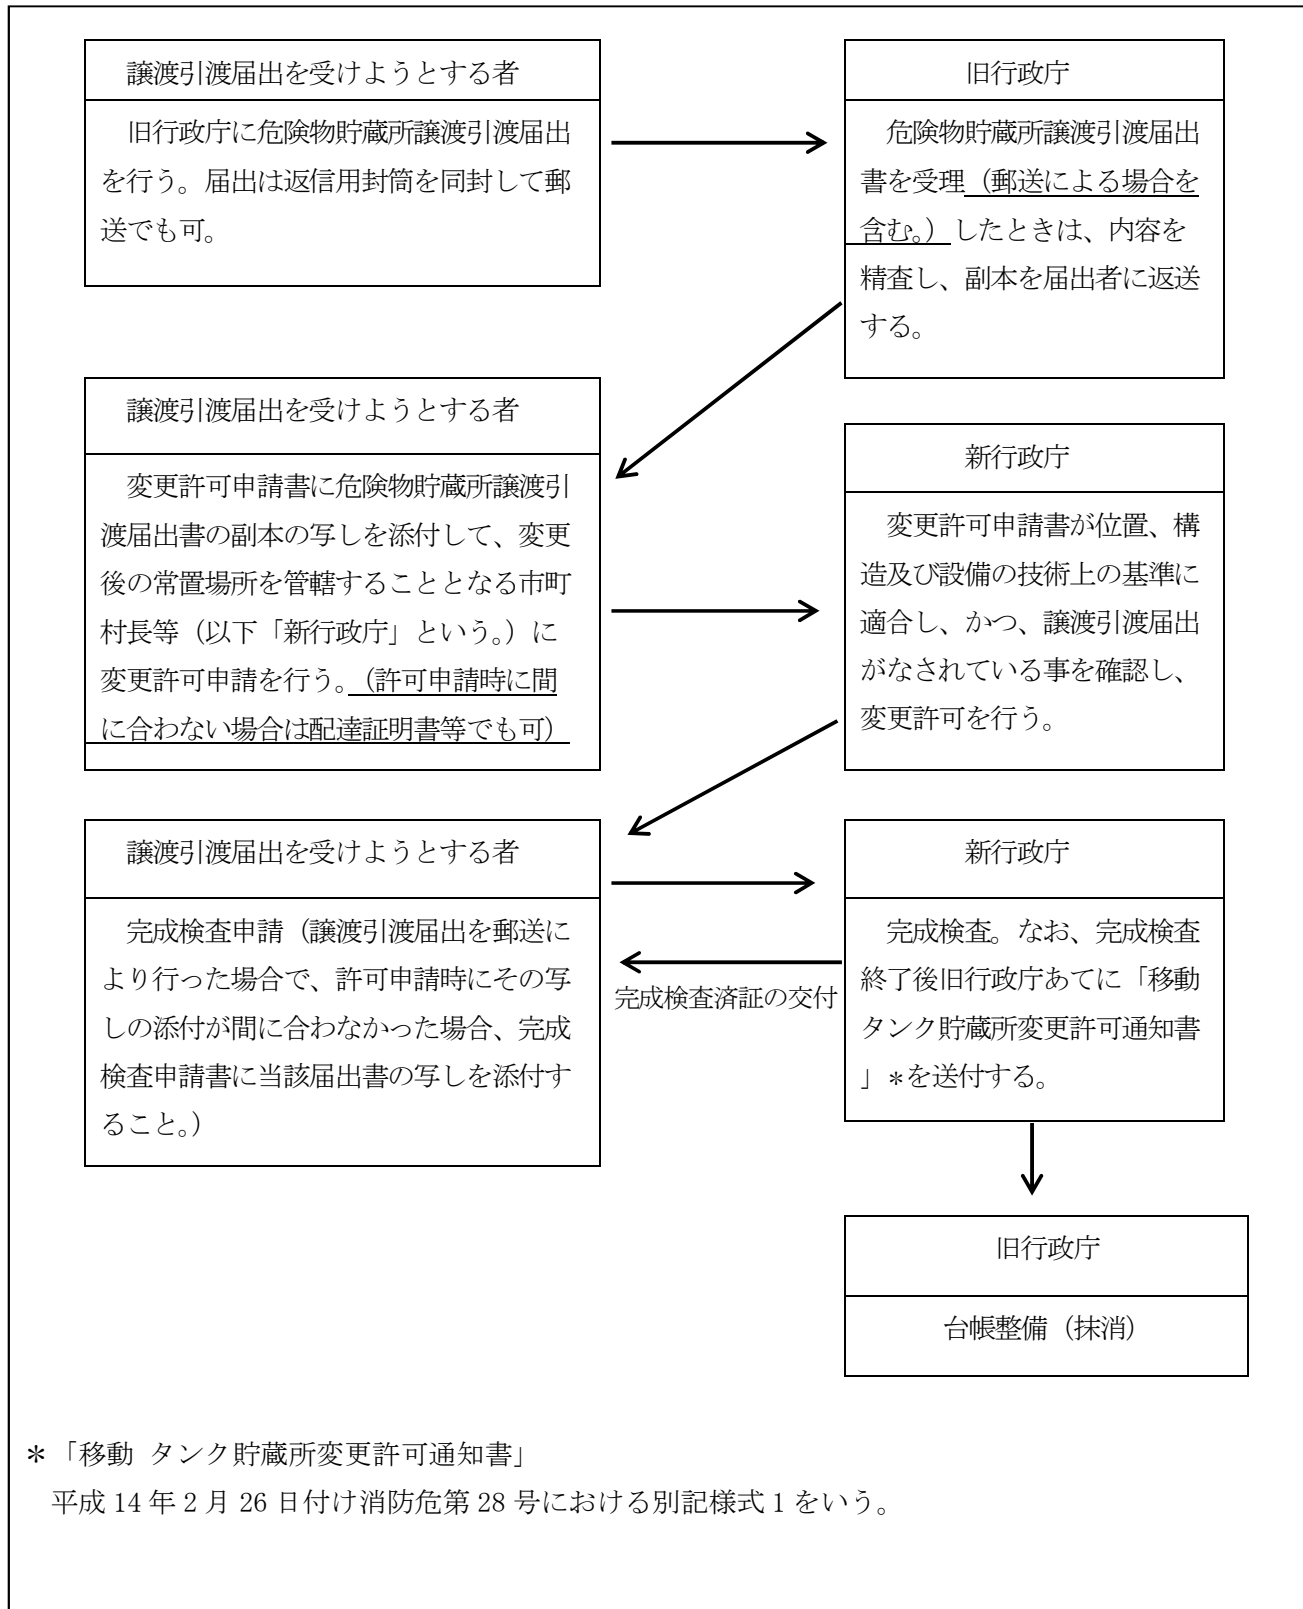 譲渡引渡届出を受けようとする者
旧行政庁に危険物貯蔵所譲渡引渡届出
を行う。届出は返信用封筒を同封して郵
送でも可。
旧行政庁
危険物貯蔵所譲渡引渡届出
書を受理（郵送による場合を
含む。）したときは、内容を
精査し、副本を届出者に返送
する。
譲渡引渡届出を受けようとする者
変更許可申請書に危険物貯蔵所譲渡引
渡届出書の副本の写しを添付して、変更
後の常置場所を管轄することとなる市町
村長等（以下「新行政庁」という。）に
変更許可申請を行う。（許可申請時に間
に合わない場合は配達証明書等でも可）
新行政庁
変更許可申請書が位置、構
造及び設備の技術上の基準に
適合し、かつ、譲渡引渡届出
がなされている事を確認し、
変更許可を行う。
譲渡引渡届出を受けようとする者
完成検査申請（譲渡引渡届出を郵送に
より行った場合で、許可申請時にその写
しの添付が間に合わなかった場合、完成
検査申請書に当該届出書の写しを添付す
ること。）
完成検査済証の交付
新行政庁
完成検査。なお、完成検査
終了後旧行政庁あてに「移動
タンク貯蔵所変更許可通知書
」＊を送付する。
旧行政庁
台帳整備（抹消）
＊「移動 タンク貯蔵所変更許可通知書」
平成 14 年 2 月 26 日付け消防危第 28 号における別記様式 1 をいう。